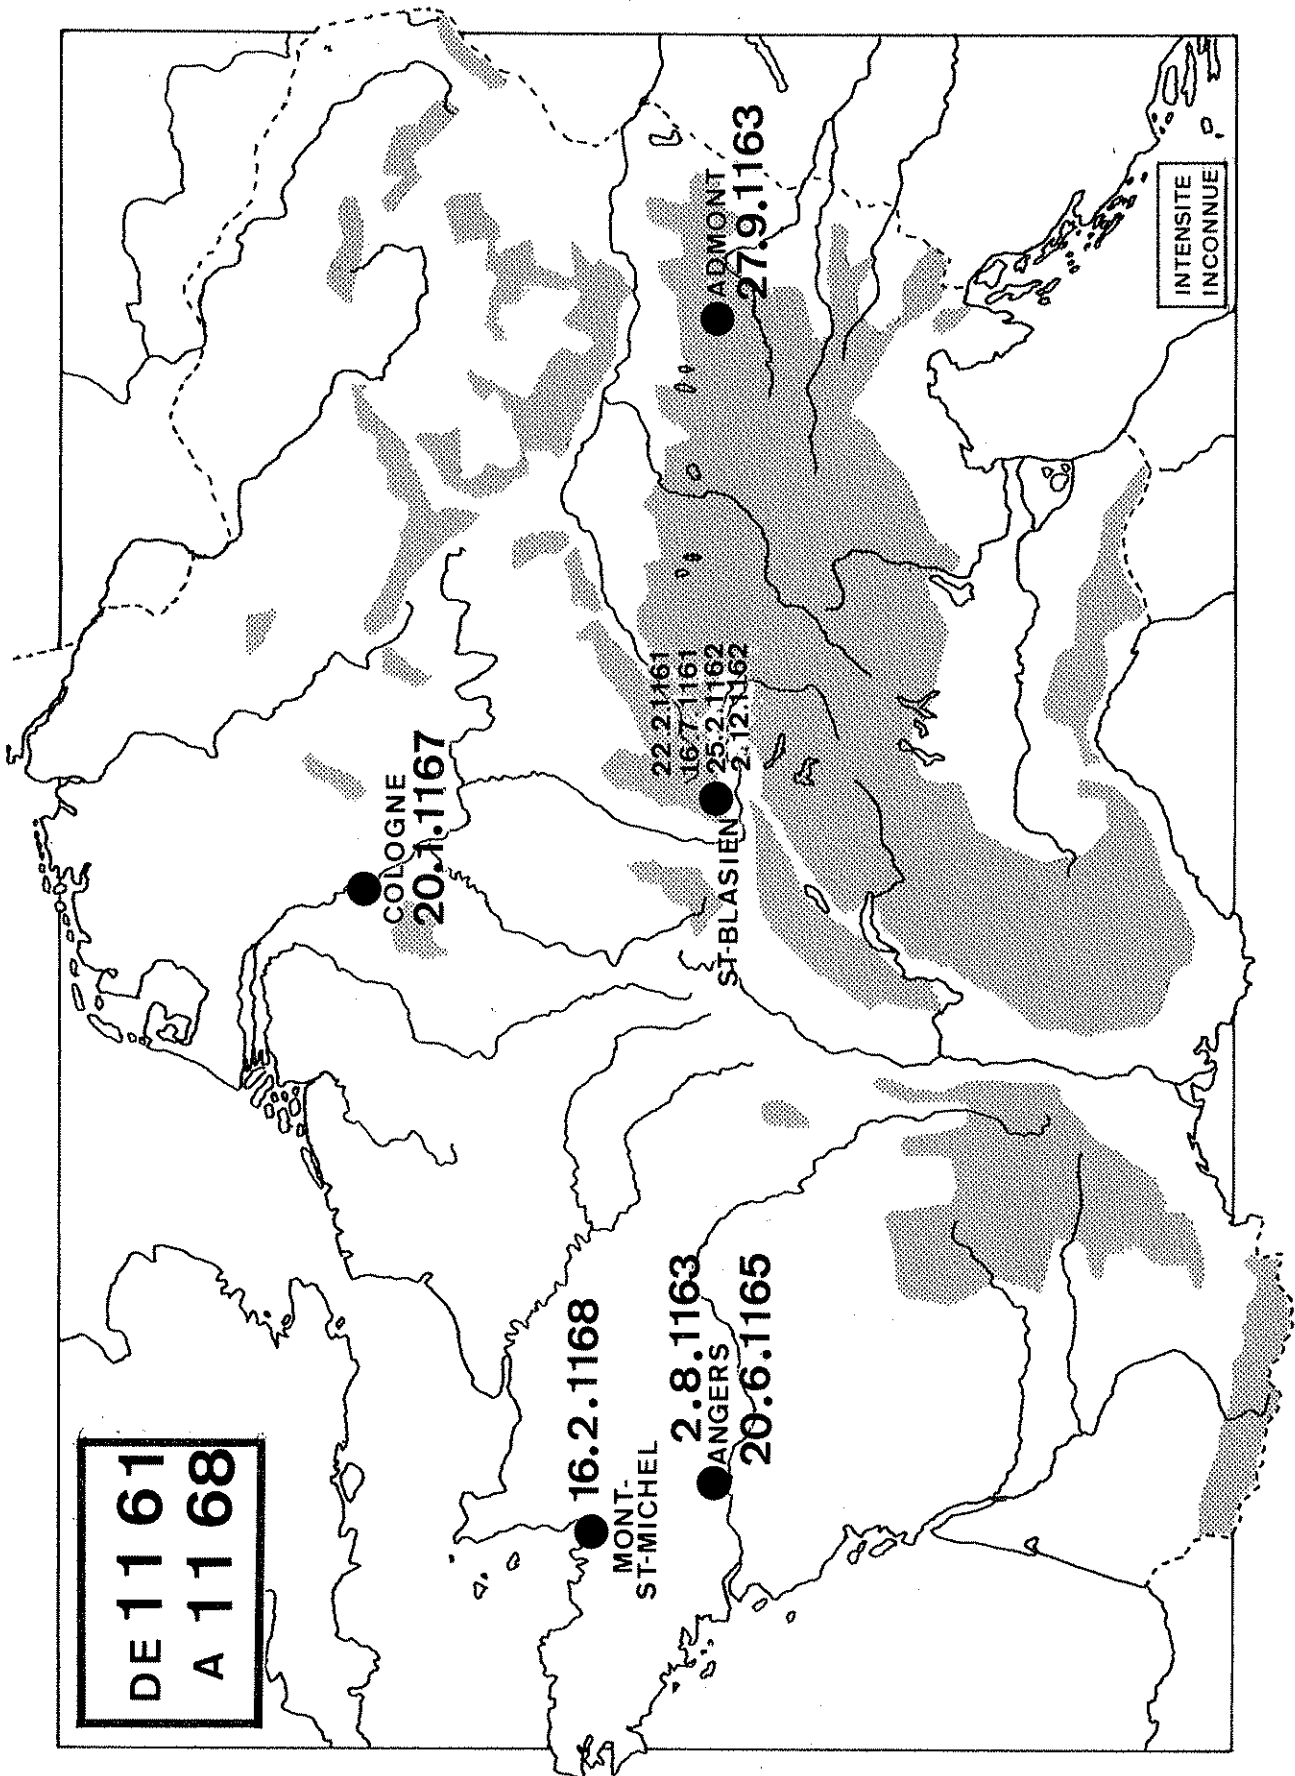 DE 1161
A 1168
MONT-
ST-MICHEL
16.2.1168
2.8.1163
ANGERS
20.6.1165
COLOGNE
20.1.1167
ST-BLASIEN
22.2.1161
16.7.1161
25.2.1162
2.12.1162
ADMONT
27.9.1163
INTENSITE
INCONNUE